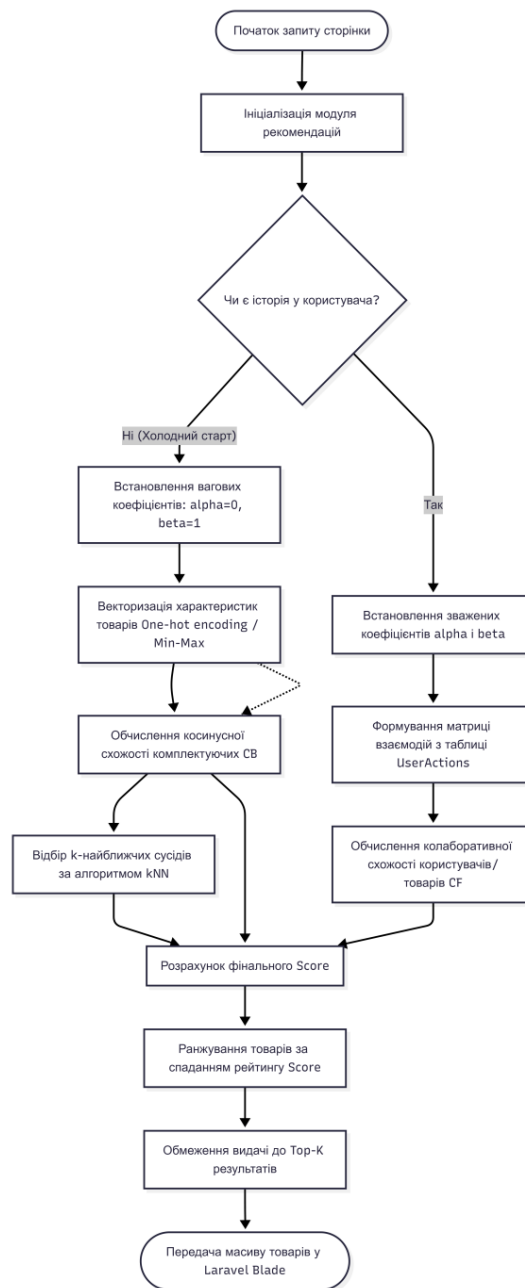 Початок запиту сторінки
Ініціалізація модуля
рекомендацій
Чи є історія у користувача?
Ні (Холодний старт)
Встановлення вагових
коефіцієнтів: alpha=0,
beta=1
Так
Векторизація характеристик
товарів One-hot encoding /
Min-Max
Встановлення зважених
коефіцієнтів alpha і beta
Обчислення косинусної
схожості комплектуючих CB
Формування матриці
взаємодій з таблиці
UserActions
Відбір k-найближчих сусідів
за алгоритмом kNN
Обчислення колаборативної
схожості користувачів/
товарів CF
Розрахунок фінального Score
Ранжування товарів за
спаданням рейтингу Score
Обмеження видачі до Top-K
результатів
Передача масиву товарів у
Laravel Blade